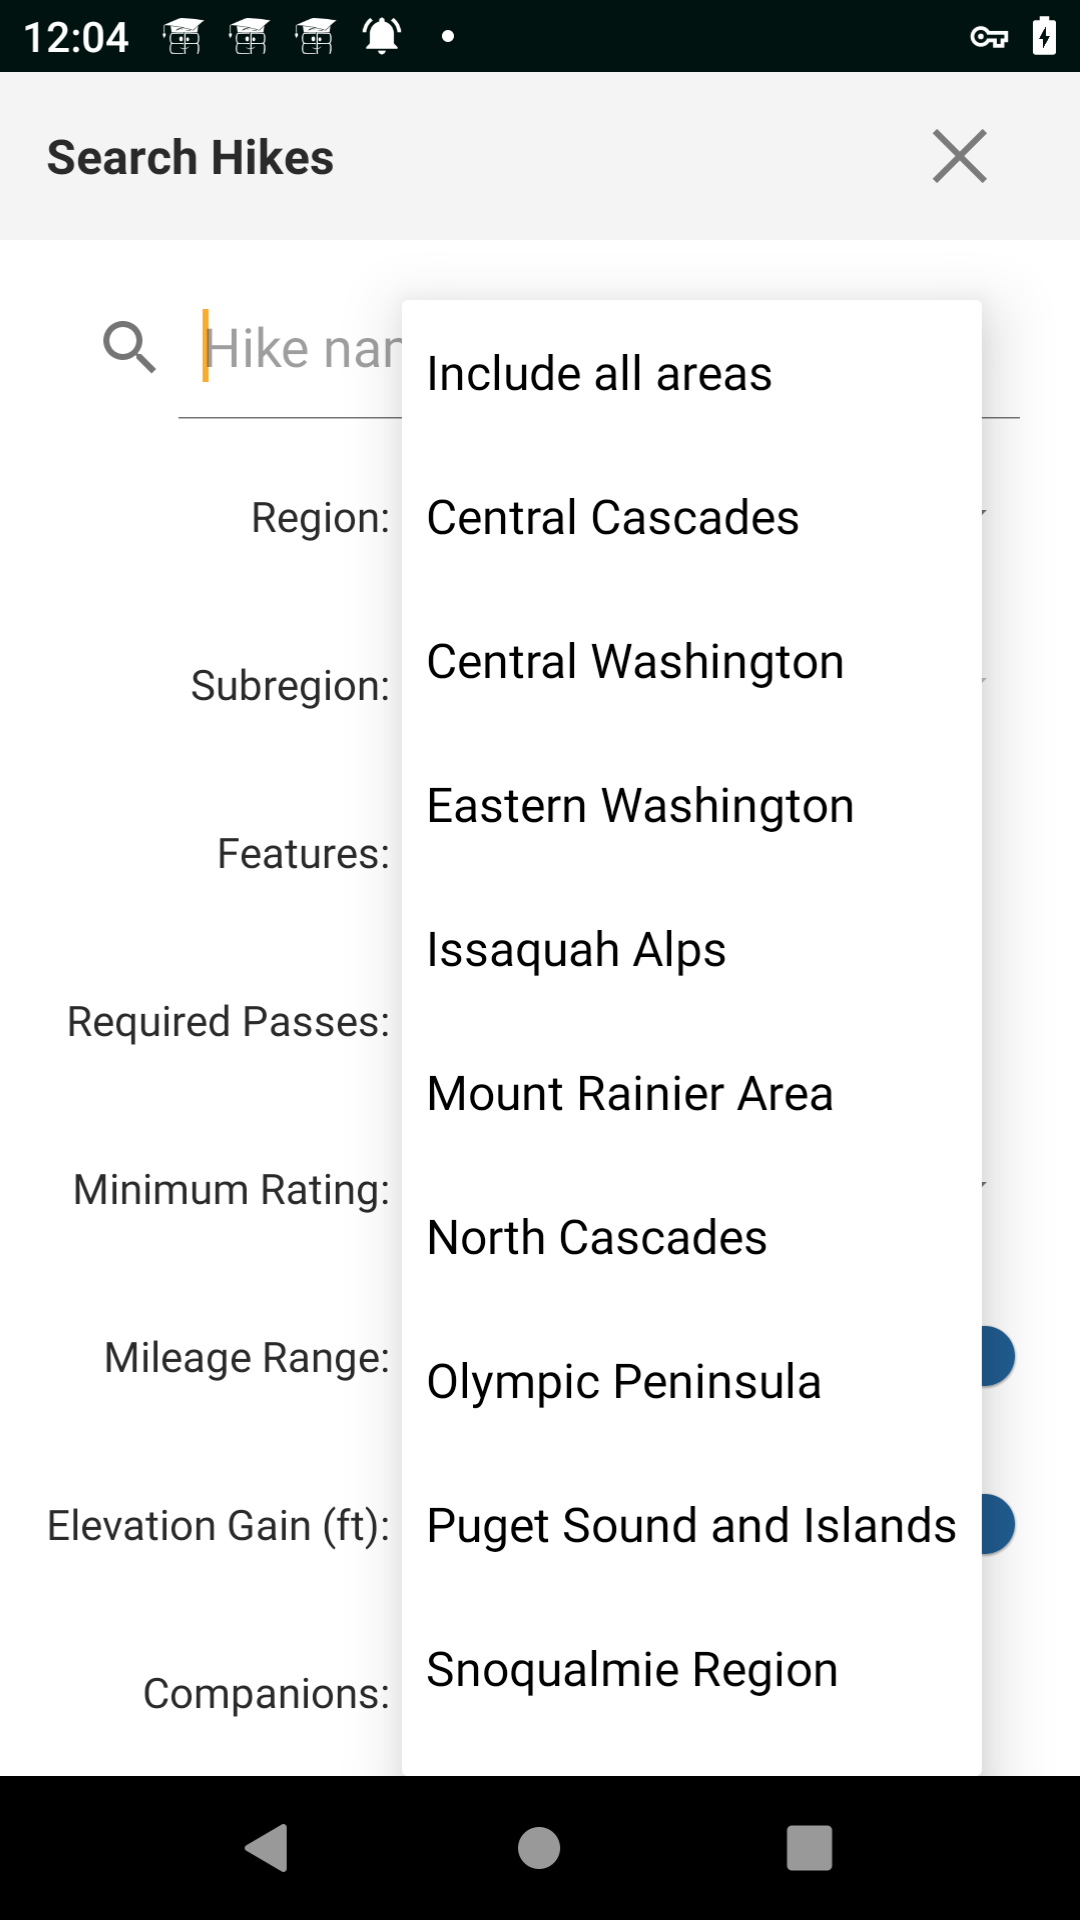 12:04
Search Hikes
Hike nam
Include all areas
Region:
Central Cascades
Central Washington
Subregion:
Eastern Washington
Features:
Issaquah Alps
Required Passes:
Mount Rainier Area
Minimum Rating:
North Cascades
Mileage Range:
Olympic Peninsula
Elevation Gain (ft):
Puget Sound and Islands
Companions:
Snoqualmie Region